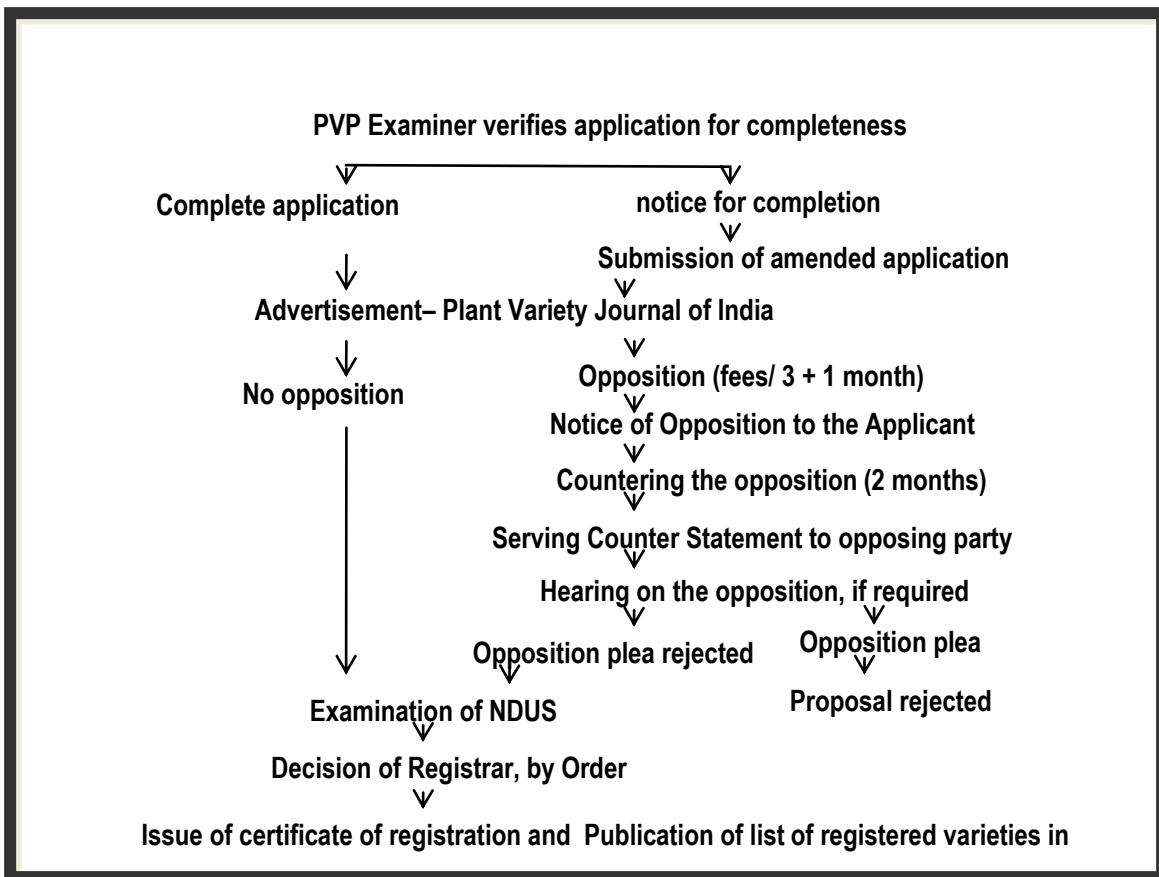 PVP Examiner verifies application for completeness
Complete application
notice for completion
Submission of amended application
Advertisement– Plant Variety Journal of India
No opposition
Opposition (fees/ 3 + 1 month)
Notice of Opposition to the Applicant
Countering the opposition (2 months)
Serving Counter Statement to opposing party
Hearing on the opposition, if required
Opposition plea rejected
Opposition plea
Proposal rejected
Examination of NDUS
Decision of Registrar, by Order
Issue of certificate of registration and Publication of list of registered varieties in